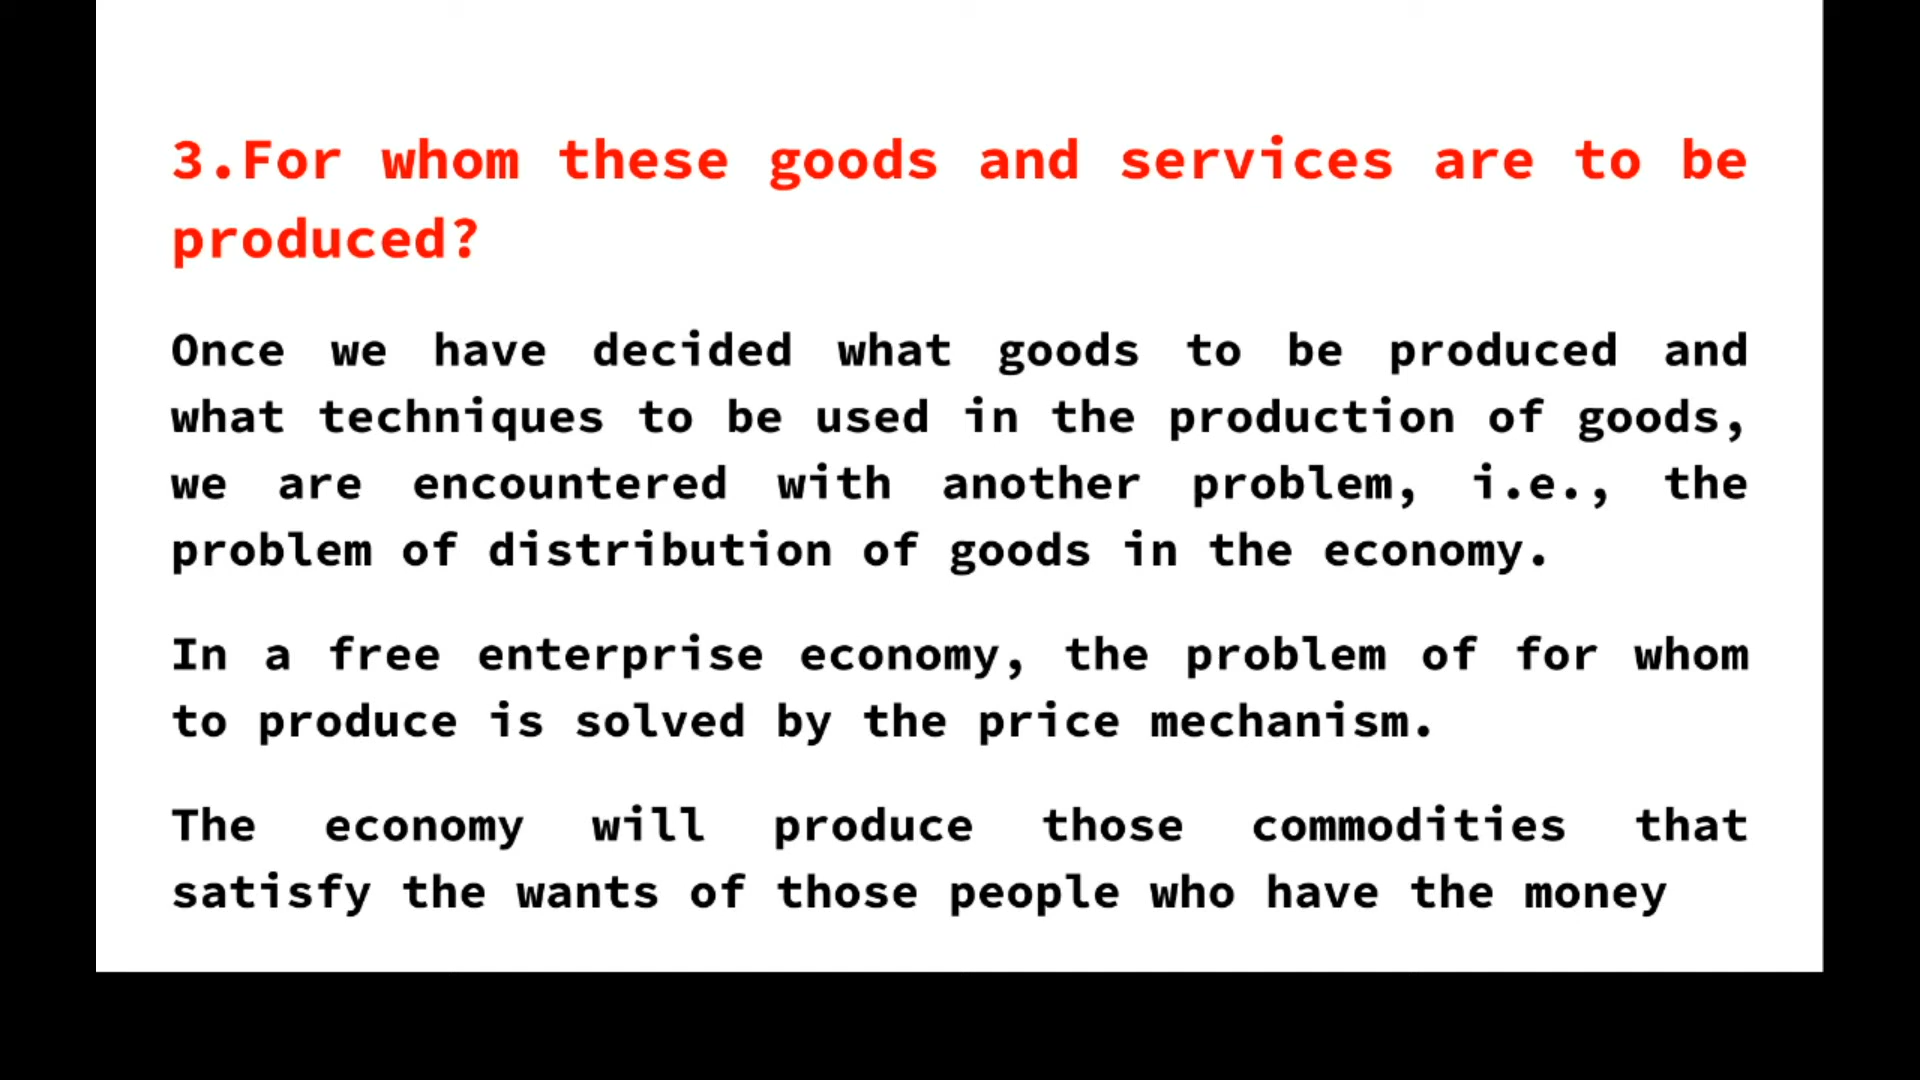 3.For whom these goods and services are to be
produced?
Once we have decided what goods to be produced and
what techniques to be used in the production of goods,
we are encountered with another problem, i.e., the
problem of distribution of goods in the economy.
In a free enterprise economy, the problem of for whom
to produce is solved by the price mechanism.
The economy will produce those commodities that
satisfy the wants of those people who have the money